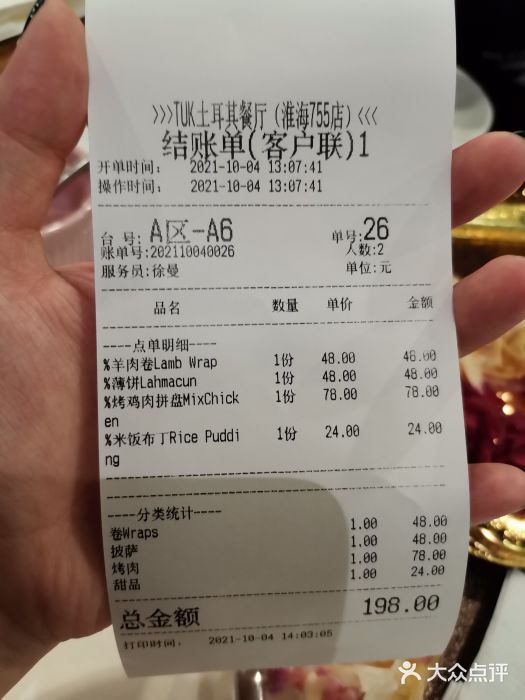 >>>TUK土耳其餐厅(淮海755店)<<<
结账单(客户联)1
开单时间: 2021-10-04 13:07:41
操作时间: 2021-10-04 13:07:41
台 号: A区-A6 单号:26
账单号:202110040026 人数:2
服务员:徐曼 单位:元
品名 数量 单价 金额
----点单明细----
%羊肉卷Lamb Wrap 1份 48.00 48.00
%薄饼Lahmacun 1份 48.00 48.00
%烤鸡肉拼盘MixChick 1份 78.00 78.00
en
%米饭布丁Rice Puddi 1份 24.00 24.00
ng
----分类统计----
卷Wraps 1.00 48.00
披萨 1.00 48.00
烤肉 1.00 78.00
甜品 1.00 24.00
总金额 198.00
打印时间: 2021-10-04 14:03:05
大众点评